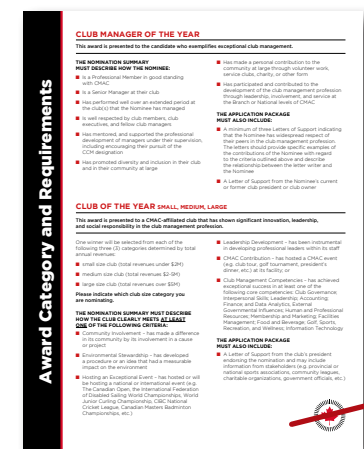 Award Category and Requirements
CLUB MANAGER OF THE YEAR
This award is presented to the candidate who exemplifies exceptional club management.
THE NOMINATION SUMMARY
MUST DESCRIBE HOW THE NOMINEE:
Is a Professional Member in good standing
with CMAC
Is a Senior Manager at their club
Has performed well over an extended period at
the club(s) that the Nominee has managed
Is well respected by club members, club
executives, and fellow club managers
Has mentored and supported the professional
development of managers under their supervision,
including encouraging their pursuit of the
CCM designation
Has promoted diversity and inclusion in their club
and in their community at large
Has made a personal contribution to the
community at large through volunteer work,
service clubs, charity, or other form
Has participated and contributed to the
development of the club management profession
through leadership, involvement, and service at
the Branch or National levels of CMAC
THE APPLICATION PACKAGE
MUST ALSO INCLUDE:
A minimum of three Letters of Support indicating
that the Nominee has widespread respect of
their peers in the club management profession.
The letters should provide specific examples of
the contributions of the Nominee with regard
to the criteria outlined above and describe
the relationship between the letter writer and
the Nominee
A Letter of Support from the Nominee's current
or former club president or club owner
CLUB OF THE YEAR SMALL, MEDIUM, LARGE
This award is presented to a CMAC-affiliated club that has shown significant innovation, leadership,
and social responsibility in the club management profession.
One winner will be selected from each of the
following three (3) categories determined by total
annual revenues:
small size club (total revenues under $2M)
medium size club (total revenues $2-5M)
large size club (total revenues over $5M)
Please indicate which club size category you
are nominating.
THE NOMINATION SUMMARY MUST DESCRIBE
HOW THE CLUB CLEARLY MEETS AT LEAST
ONE OF THE FOLLOWING CRITERIA:
Community Involvement – has made a difference
in its community by its involvement in a cause
or project
Environmental Stewardship – has developed
a procedure or an idea that had a measurable
impact on the environment
Hosting an Exceptional Event – has hosted or will
be hosting a national or international event (e.g.
The Canadian Open, the International Federation
of Disabled Sailing World Championships, World
Junior Curling Championship, CIBC National
Cricket League, Canadian Masters Badminton
Championships, etc.)
Leadership Development – has been instrumental
in developing professional leaders within its staff
CMAC Contribution – has hosted a CMAC event
(e.g. club tour, golf tournament, president's
dinner, etc.) at its facility; or
Club Management Competencies – has achieved
exceptional success in at least one of the
following core competencies: Club Governance;
Interpersonal Skills; Leadership; Accounting,
Finance, and Data Analytics; External
Governmental Influences; Human and Professional
Resources; Membership and Marketing; Facilities
Management; Food and Beverage; Golf, Sports,
Recreation, and Wellness; Information Technology
THE APPLICATION PACKAGE
MUST ALSO INCLUDE:
A Letter of Support from the club's president
endorsing the nomination and may include
information from stakeholders (e.g. provincial or
national sports associations, community leagues,
charitable organizations, government officials, etc.)